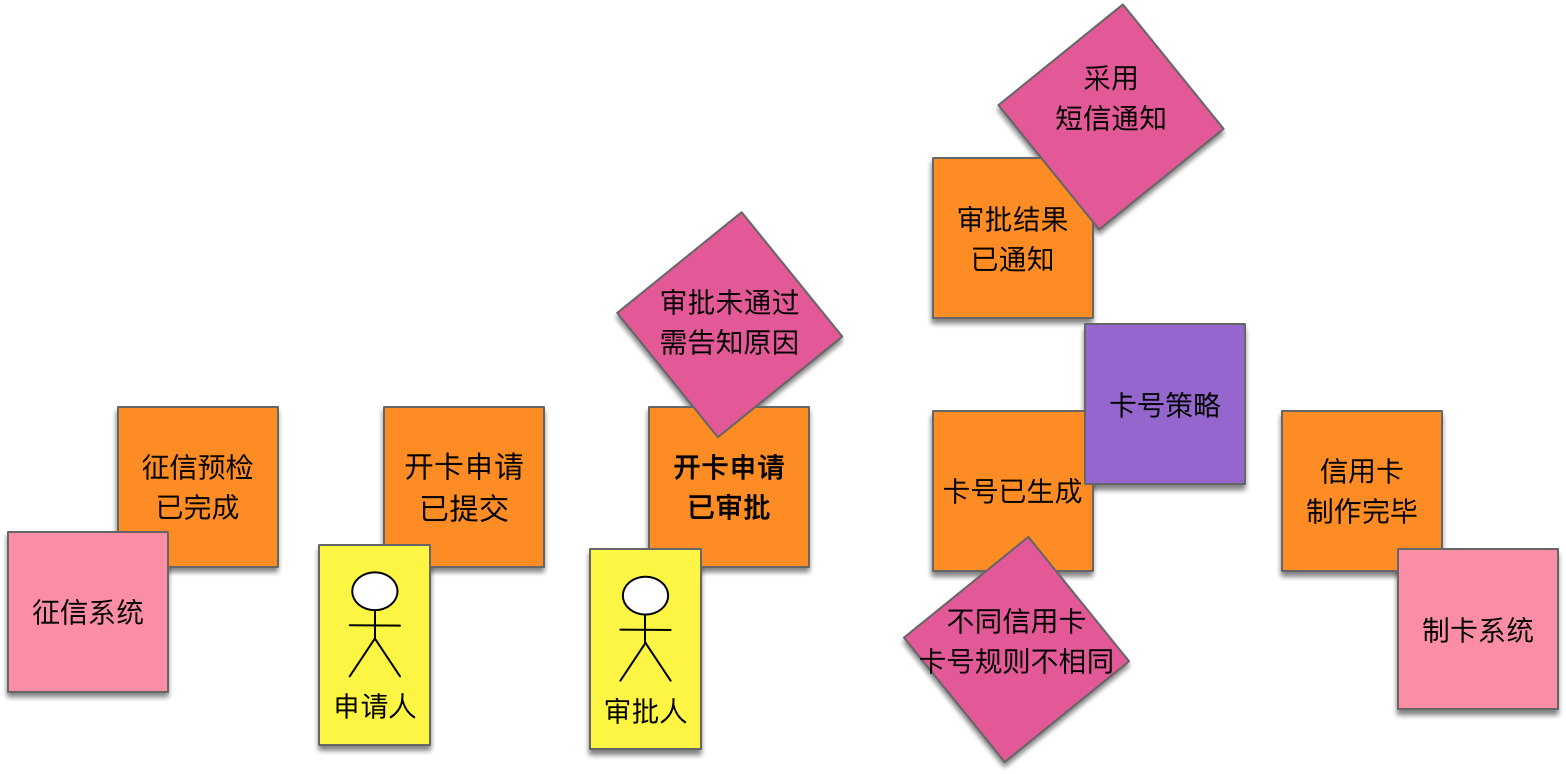 采用
短信通知
审批结果
已通知
审批未通过
需告知原因
征信预检
已完成
征信系统
开卡申请
已提交
申请人
开卡申请
已审批
审批人
卡号策略
卡号已生成
不同信用卡
卡号规则不相同
信用卡
制作完毕
制卡系统